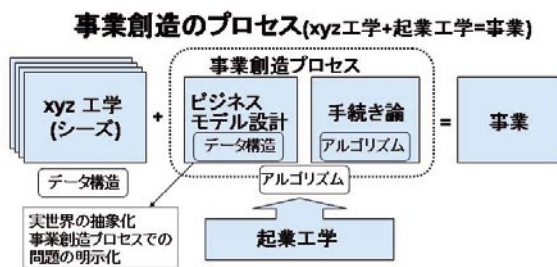 事業創造のプロセス(xyz工学+起業工学=事業)
事業創造プロセス
xyz 工学
(シーズ)
+
ビジネス
モデル設計
データ構造
手続き論
アルゴリズム
=
事業
データ構造
アルゴリズム
実世界の抽象化
事業創造プロセスでの
問題の明示化
起業工学